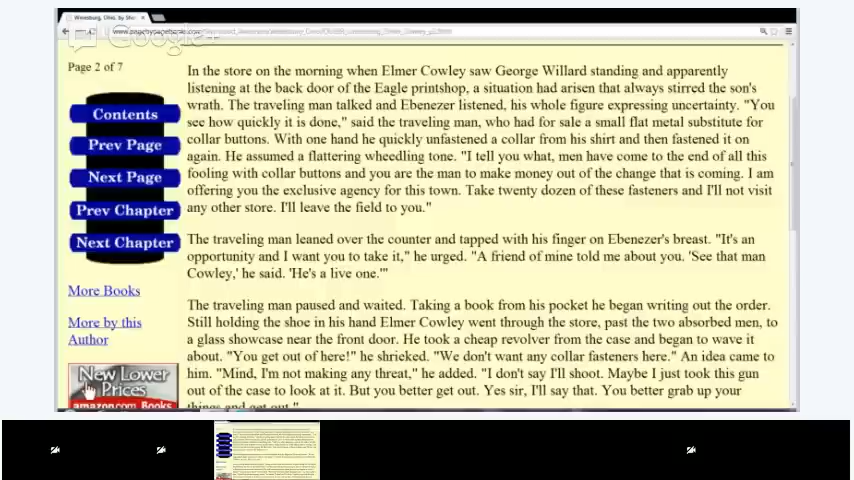 Winesburg, Ohio, by She
Google+
Page 2 of 7
Contents
Prev Page
Next Page
Prev Chapter
Next Chapter
More Books
More by this
Author
New Lower
Prices
amazon.com Books
In the store on the morning when Elmer Cowley saw George Willard standing and apparently
listening at the back door of the Eagle printshop, a situation had arisen that always stirred the son's
wrath. The traveling man talked and Ebenezer listened, his whole figure expressing uncertainty. "You
see how quickly it is done," said the traveling man, who had for sale a small flat metal substitute for
collar buttons. With one hand he quickly unfastened a collar from his shirt and then fastened it on
again. He assumed a flattering wheedling tone. "I tell you what, men have come to the end of all this
fooling with collar buttons and you are the man to make money out of the change that is coming. I am
offering you the exclusive agency for this town. Take twenty dozen of these fasteners and I'll not visit
any other store. I'll leave the field to you."
The traveling man leaned over the counter and tapped with his finger on Ebenezer's breast. "It's an
opportunity and I want you to take it," he urged. "A friend of mine told me about you. 'See that man
Cowley,' he said. 'He's a live one.'"
The traveling man paused and waited. Taking a book from his pocket he began writing out the order.
Still holding the shoe in his hand Elmer Cowley went through the store, past the two absorbed men, to
a glass showcase near the front door. He took a cheap revolver from the case and began to wave it
about. "You get out of here!" he shrieked. "We don't want any collar fasteners here." An idea came to
him. "Mind, I'm not making any threat," he added. "I don't say I'll shoot. Maybe I just took this gun
out of the case to look at it. But you better get out. Yes sir, I'll say that. You better grab up your
things and get out."